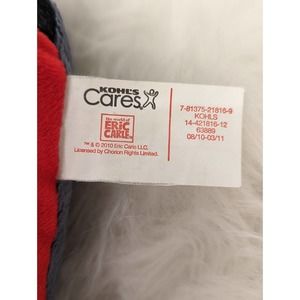 KOHL'S
Cares
the world of
ERIC
CARLE
™ & © 2010 Eric Carle LLC.
Licensed by Chorion Rights Limited.
7-81375-21816-9
KOHLS
14-421816-12
63889
08/10-03/11